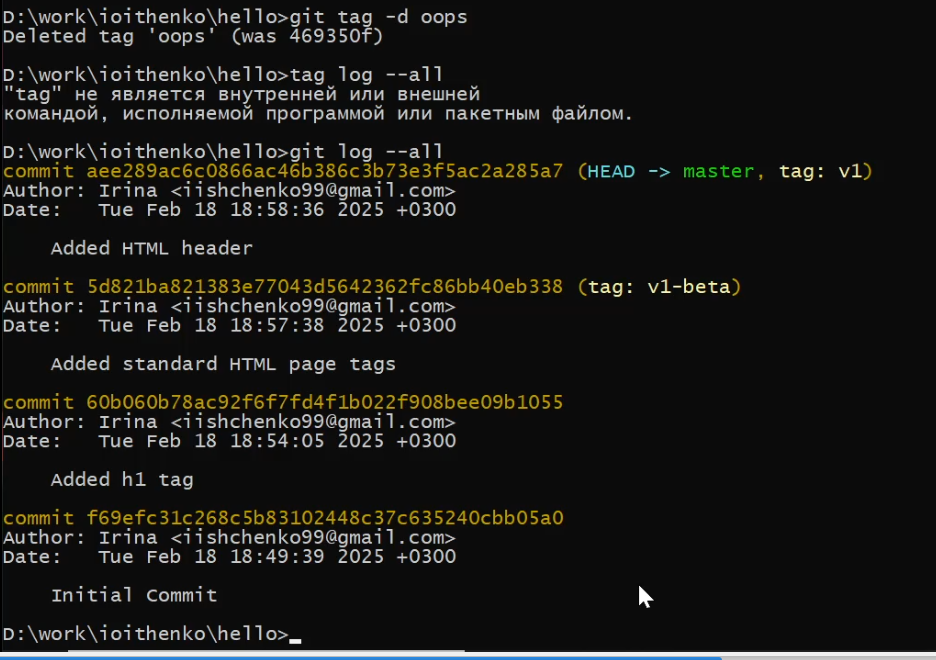 D:\work\ioithenko\hello>git tag -d oops
Deleted tag 'oops' (was 469350f)
D:\work\ioithenko\hello>tag log --all
"tag" не является внутренней или внешней
командой, исполняемой программой или пакетным файлом.
D:\work\ioithenko\hello>git log --all
commit aee289ac6c0866ac46b386c3b73e3f5ac2a285a7 (HEAD -> master, tag: v1)
Author: Irina <iishchenko99@gmail.com>
Date:   Tue Feb 18 18:58:36 2025 +0300
    Added HTML header
commit 5d821ba821383e77043d5642362fc86bb40eb338 (tag: v1-beta)
Author: Irina <iishchenko99@gmail.com>
Date:   Tue Feb 18 18:57:38 2025 +0300
    Added standard HTML page tags
commit 60b060b78ac92f6f7fd4f1b022f908bee09b1055
Author: Irina <iishchenko99@gmail.com>
Date:   Tue Feb 18 18:54:05 2025 +0300
    Added h1 tag
commit f69efc31c268c5b83102448c37c635240cbb05a0
Author: Irina <iishchenko99@gmail.com>
Date:   Tue Feb 18 18:49:39 2025 +0300
    Initial Commit
D:\work\ioithenko\hello>